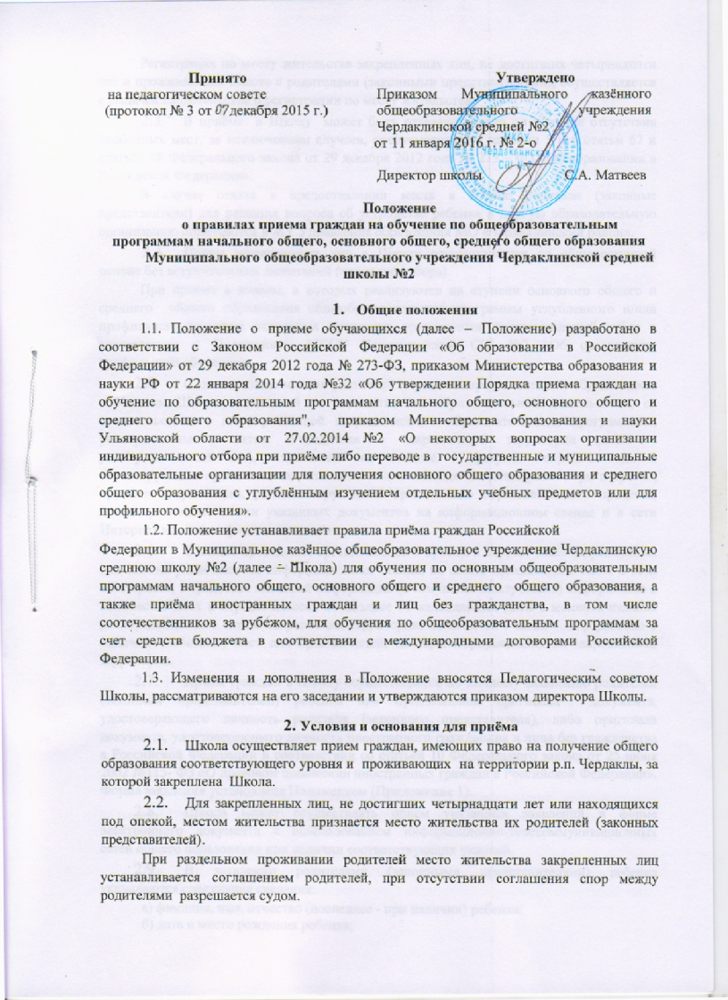 Принято
на педагогическом совете
(протокол № 3 от 07 декабря 2015 г.)
Утверждено
Приказом Муниципального казённого
общеобразовательного учреждения
Чердаклинской средней №2
от 11 января 2016 г. № 2-о
Директор школы С.А. Матвеев
Положение
о правилах приема граждан на обучение по общеобразовательным
программам начального общего, основного общего, среднего общего образования
Муниципального общеобразовательного учреждения Чердаклинской средней
школы №2
1. Общие положения
1.1. Положение о приеме обучающихся (далее – Положение) разработано в
соответствии с Законом Российской Федерации «Об образовании в Российской
Федерации» от 29 декабря 2012 года № 273-ФЗ, приказом Министерства образования и
науки РФ от 22 января 2014 года №32 «Об утверждении Порядка приема граждан на
обучение по образовательным программам начального общего, основного общего и
среднего общего образования", приказом Министерства образования и науки
Ульяновской области от 27.02.2014 №2 «О некоторых вопросах организации
индивидуального отбора при приёме либо переводе в государственные и муниципальные
образовательные организации для получения основного общего образования и среднего
общего образования с углублённым изучением отдельных учебных предметов или для
профильного обучения».
1.2. Положение устанавливает правила приёма граждан Российской
Федерации в Муниципальное казённое общеобразовательное учреждение Чердаклинскую
среднюю школу №2 (далее – Школа) для обучения по основным общеобразовательным
программам начального общего, основного общего и среднего общего образования, а
также приёма иностранных граждан и лиц без гражданства, в том числе
соотечественников за рубежом, для обучения по общеобразовательным программам за
счет средств бюджета в соответствии с международными договорами Российской
Федерации.
1.3. Изменения и дополнения в Положение вносятся Педагогическим советом
Школы, рассматриваются на его заседании и утверждаются приказом директора Школы.
2. Условия и основания для приёма
2.1. Школа осуществляет прием граждан, имеющих право на получение общего
образования соответствующего уровня и проживающих на территории р.п. Чердаклы, за
которой закреплена Школа.
2.2. Для закрепленных лиц, не достигших четырнадцати лет или находящихся
под опекой, местом жительства признается место жительства их родителей (законных
представителей).
При раздельном проживании родителей место жительства закрепленных лиц
устанавливается соглашением родителей, при отсутствии соглашения спор между
родителями разрешается судом.